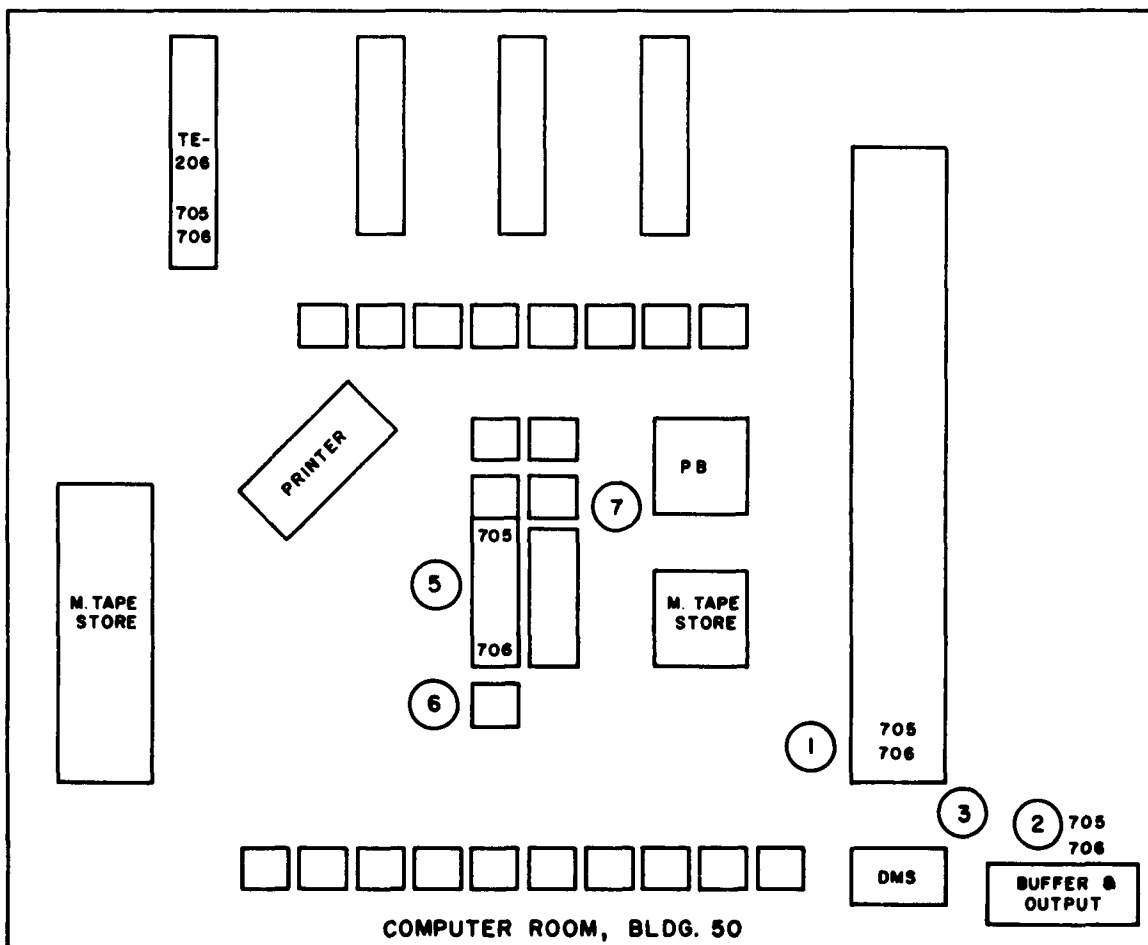 TE-
206
705
706
PRINTER
PB
7
705
5
M. TAPE
STORE
M. TAPE
STORE
706
6
1
705
706
3
2
705
706
DMS
BUFFER &
OUTPUT
COMPUTER ROOM, BLDG. 50